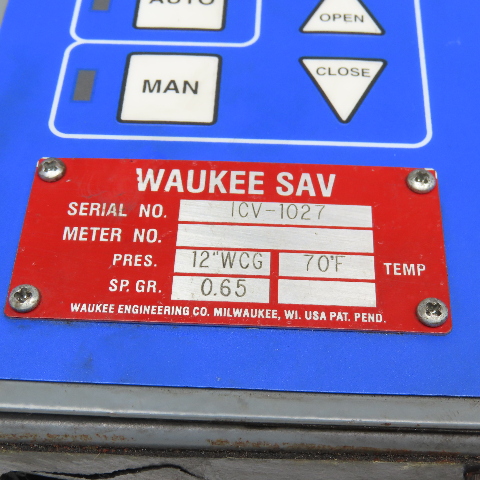 AUTO
OPEN
MAN
CLOSE
WAUKEE SAV
SERIAL NO. ICV-1027
METER NO.
PRES. 12"WCG 70°F TEMP
SP. GR. 0.65
WAUKEE ENGINEERING CO. MILWAUKEE, WI. USA PAT. PEND.